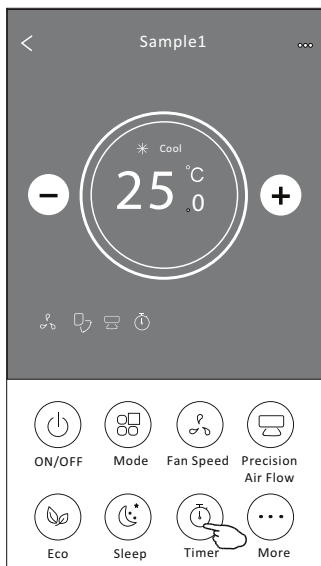 Sample1
Cool
25.0 °C
ON/OFF Mode Fan Speed Precision
Air Flow
Eco Sleep Timer More